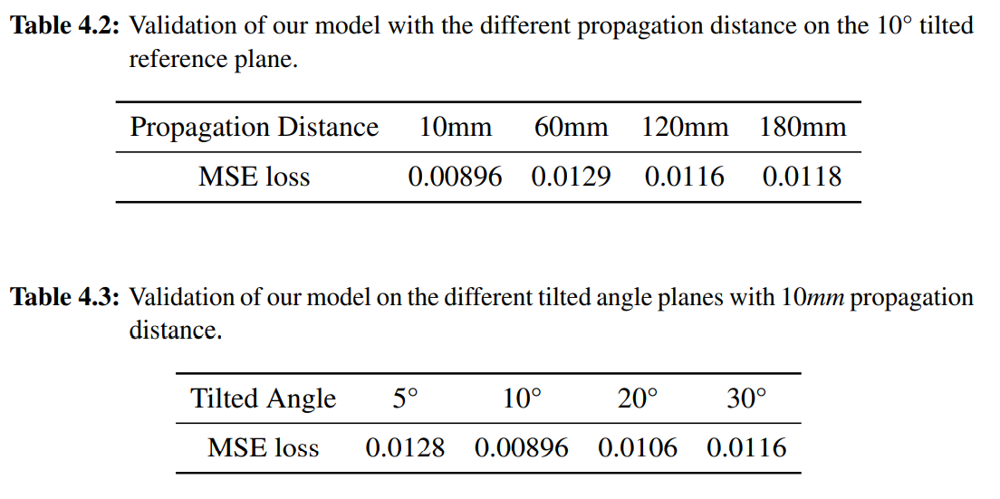 Table 4.2: Validation of our model with the different propagation distance on the 10° tilted
reference plane.
Propagation Distance 10mm 60mm 120mm 180mm
MSE loss 0.00896 0.0129 0.0116 0.0118
Table 4.3: Validation of our model on the different tilted angle planes with 10mm propagation
distance.
Tilted Angle 5° 10° 20° 30°
MSE loss 0.0128 0.00896 0.0106 0.0116